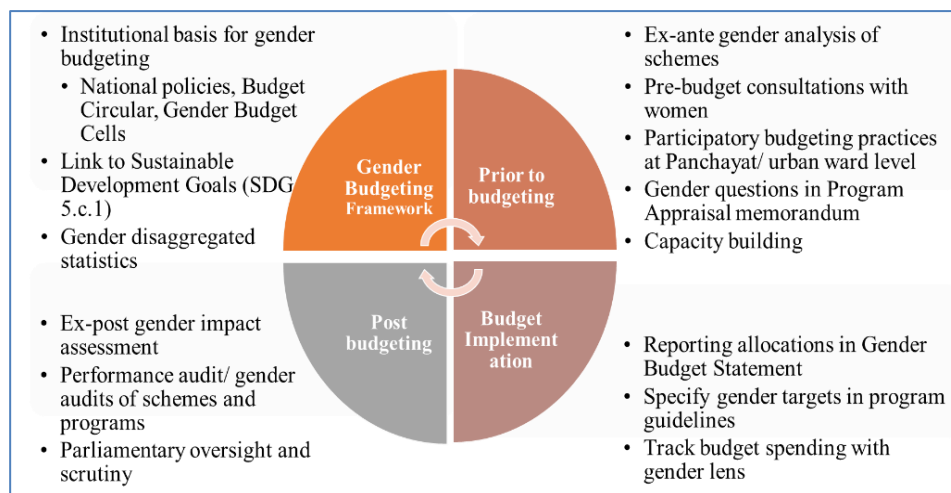 • Institutional basis for gender
budgeting
• National policies, Budget
Circular, Gender Budget
Cells
• Link to Sustainable
Development Goals (SDG
5.c.1)
• Gender disaggregated
statistics
Gender
Budgeting
Framework
Prior to
budgeting
• Ex-ante gender analysis of
schemes
• Pre-budget consultations with
women
• Participatory budgeting practices
at Panchayat/ urban ward level
• Gender questions in Program
Appraisal memorandum
• Capacity building
• Ex-post gender impact
assessment
• Performance audit/ gender
audits of schemes and
programs
• Parliamentary oversight and
scrutiny
Post
budgeting
Budget
Implement
ation
• Reporting allocations in Gender
Budget Statement
• Specify gender targets in program
guidelines
• Track budget spending with
gender lens